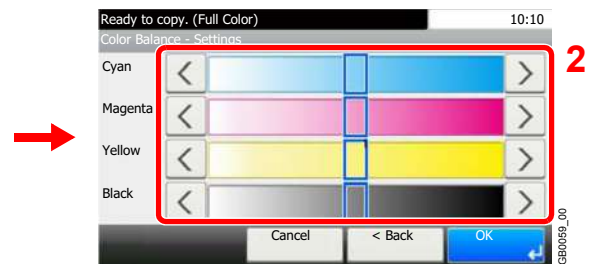 Ready to copy. (Full Color) 10:10
Color Balance - Settings
2
Cyan
Magenta
Yellow
Black
Cancel < Back OK
GB0059_00